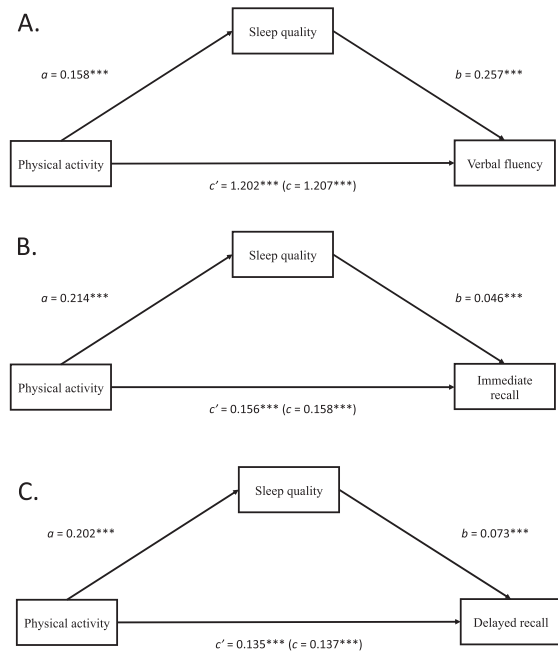 A.
Sleep quality
a = 0.158***
b = 0.257***
Physical activity
Verbal fluency
c' = 1.202*** (c = 1.207***)
B.
Sleep quality
a = 0.214***
b = 0.046***
Physical activity
Immediate
recall
c' = 0.156*** (c = 0.158***)
C.
Sleep quality
a = 0.202***
b = 0.073***
Physical activity
Delayed recall
c' = 0.135*** (c = 0.137***)